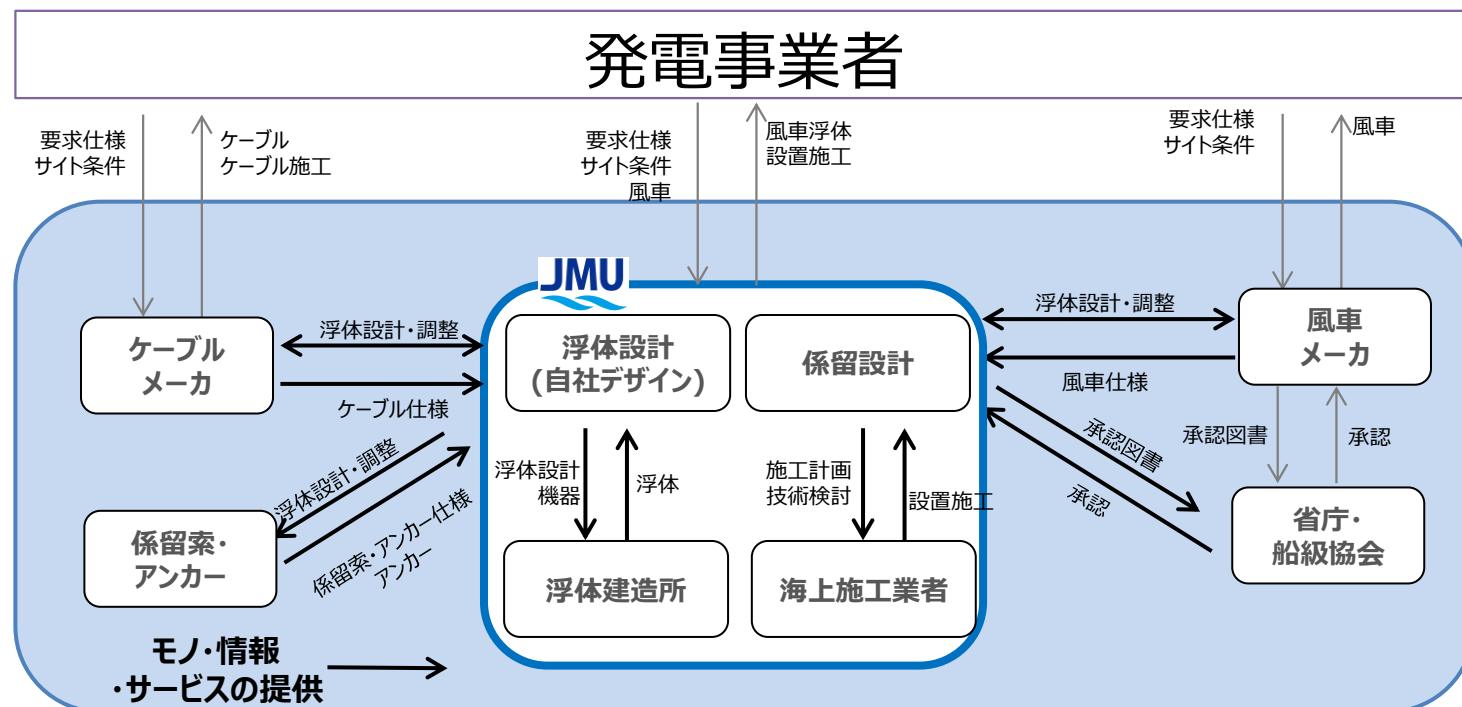 発電事業者
要求仕様
サイト条件
ケーブル
ケーブル施工
要求仕様
サイト条件
風車
風車浮体
設置施工
要求仕様
サイト条件
風車
JMU
ケーブル
メーカ
浮体設計・調整
ケーブル仕様
浮体設計
(自社デザイン)
係留設計
浮体設計・調整
風車仕様
風車
メーカ
浮体設計・調整
係留索・アンカー仕様
アンカー
浮体設計
機器
浮体
施工計画
技術検討
設置施工
承認図書
承認
承認図書
承認
係留索・
アンカー
浮体建造所
海上施工業者
省庁・
船級協会
モノ・情報
・サービスの提供